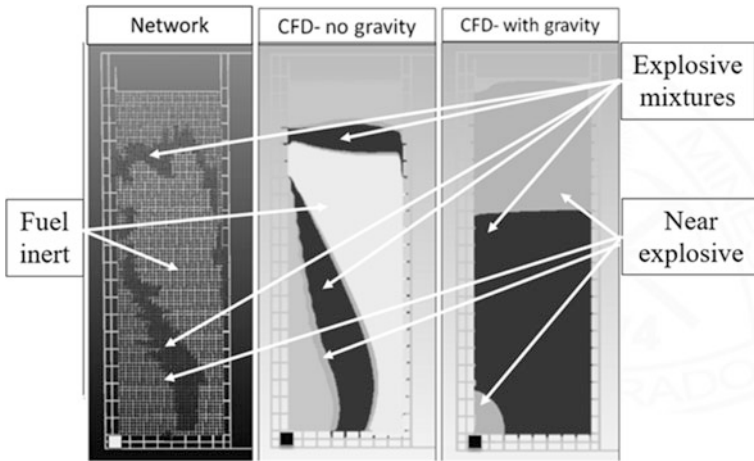 Network
CFD- no gravity
CFD- with gravity
Explosive
mixtures
Fuel
inert
Near
explosive